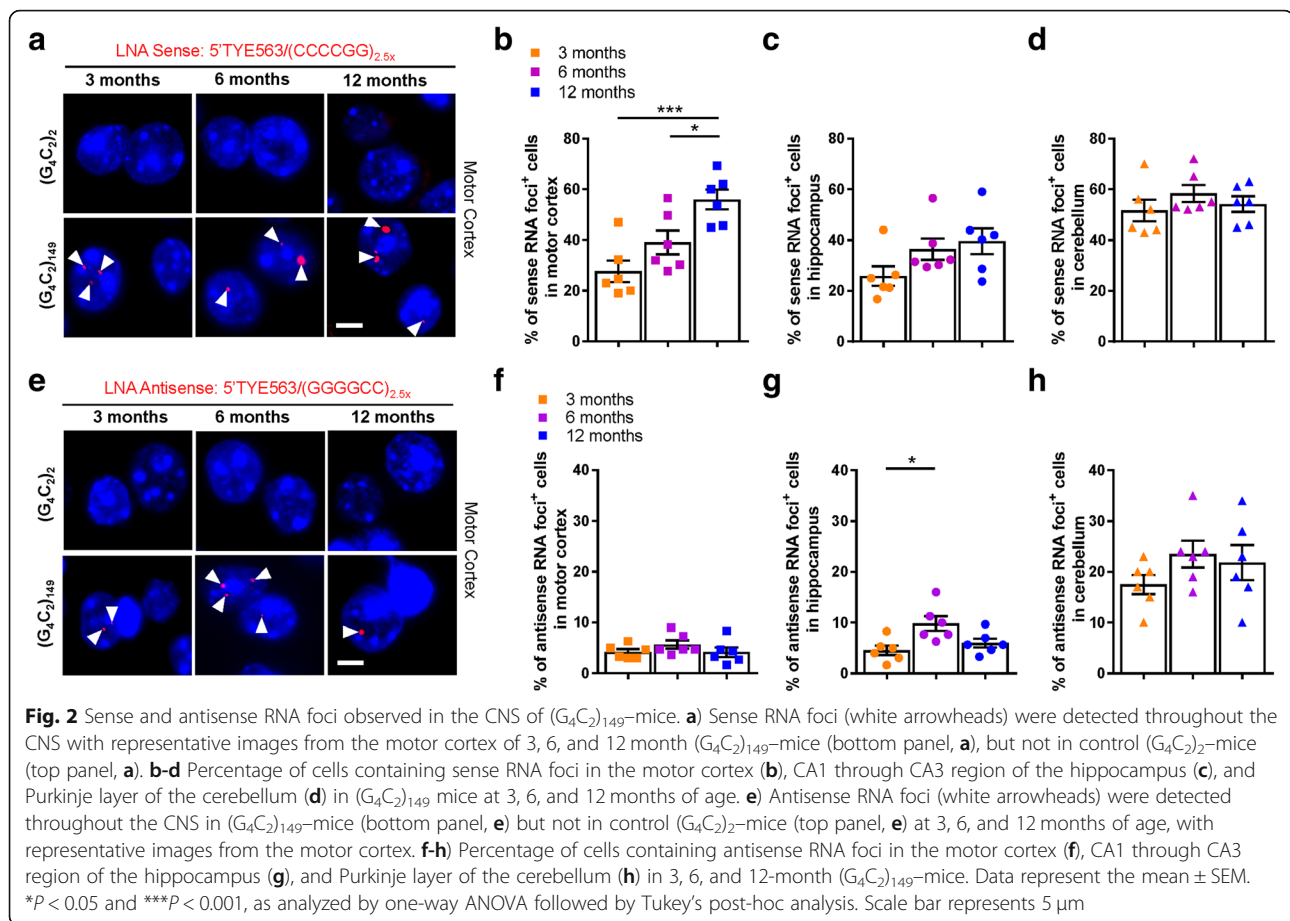 a
LNA Sense: 5'TYE563/(CCCCGG)2.5x
3 months 6 months 12 months
(G4C2)2
(G4C2)149
Motor Cortex
b
3 months
6 months
12 months
***
*
% of sense RNA foci+ cells
in motor cortex
80
60
40
20
0
c
% of sense RNA foci+ cells
in hippocampus
80
60
40
20
0
d
% of sense RNA foci+ cells
in cerebellum
80
60
40
20
0
e
LNA Antisense: 5'TYE563/(GGGGCC)2.5x
3 months 6 months 12 months
(G4C2)2
(G4C2)149
Motor Cortex
f
3 months
6 months
12 months
% of antisense RNA foci+ cells
in motor cortex
40
30
20
10
0
g
*
% of antisense RNA foci+ cells
in hippocampus
40
30
20
10
0
h
% of antisense RNA foci+ cells
in cerebellum
40
30
20
10
0
Fig. 2 Sense and antisense RNA foci observed in the CNS of (G4C2)149–mice. a) Sense RNA foci (white arrowheads) were detected throughout the
CNS with representative images from the motor cortex of 3, 6, and 12 month (G4C2)149–mice (bottom panel, a), but not in control (G4C2)2–mice
(top panel, a). b-d Percentage of cells containing sense RNA foci in the motor cortex (b), CA1 through CA3 region of the hippocampus (c), and
Purkinje layer of the cerebellum (d) in (G4C2)149 mice at 3, 6, and 12 months of age. e) Antisense RNA foci (white arrowheads) were detected
throughout the CNS in (G4C2)149–mice (bottom panel, e) but not in control (G4C2)2–mice (top panel, e) at 3, 6, and 12 months of age, with
representative images from the motor cortex. f-h) Percentage of cells containing antisense RNA foci in the motor cortex (f), CA1 through CA3
region of the hippocampus (g), and Purkinje layer of the cerebellum (h) in 3, 6, and 12-month (G4C2)149–mice. Data represent the mean ± SEM.
*P < 0.05 and ***P < 0.001, as analyzed by one-way ANOVA followed by Tukey's post-hoc analysis. Scale bar represents 5 μm